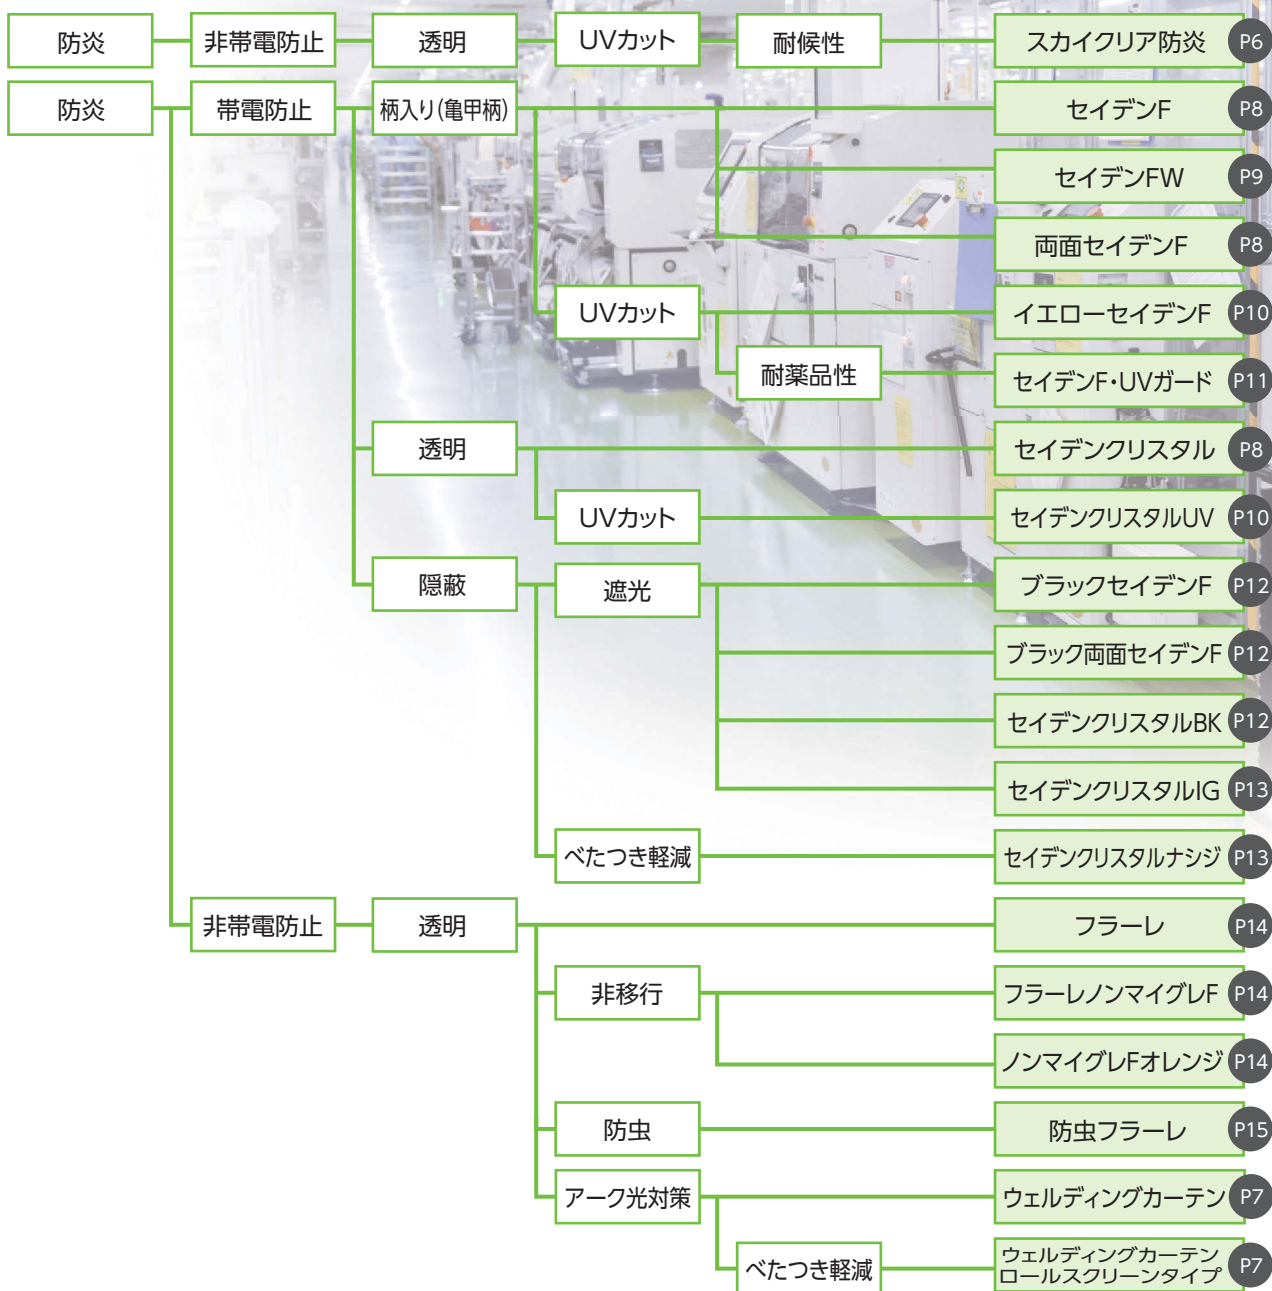 防炎 非帯電防止 透明 UVカット 耐候性 スカイクリア防炎 P6
防炎 帯電防止 柄入り(亀甲柄) セイデンF P8
セイデンFW P9
両面セイデンF P8
UVカット イエローセイデンF P10
耐薬品性 セイデンF・UVガード P11
透明 セイデンクリスタル P8
UVカット セイデンクリスタルUV P10
隠蔽 遮光 ブラックセイデンF P12
ブラック両面セイデンF P12
セイデンクリスタルBK P12
セイデンクリスタルIG P13
べたつき軽減 セイデンクリスタルナシジ P13
非帯電防止 透明 フラーレ P14
非移行 フラーレノンマイグレF P14
ノンマイグレFオレンジ P14
防虫 防虫フラーレ P15
アーク光対策 ウェルディングカーテン P7
べたつき軽減 ウェルディングカーテン
ロールスクリーンタイプ P7